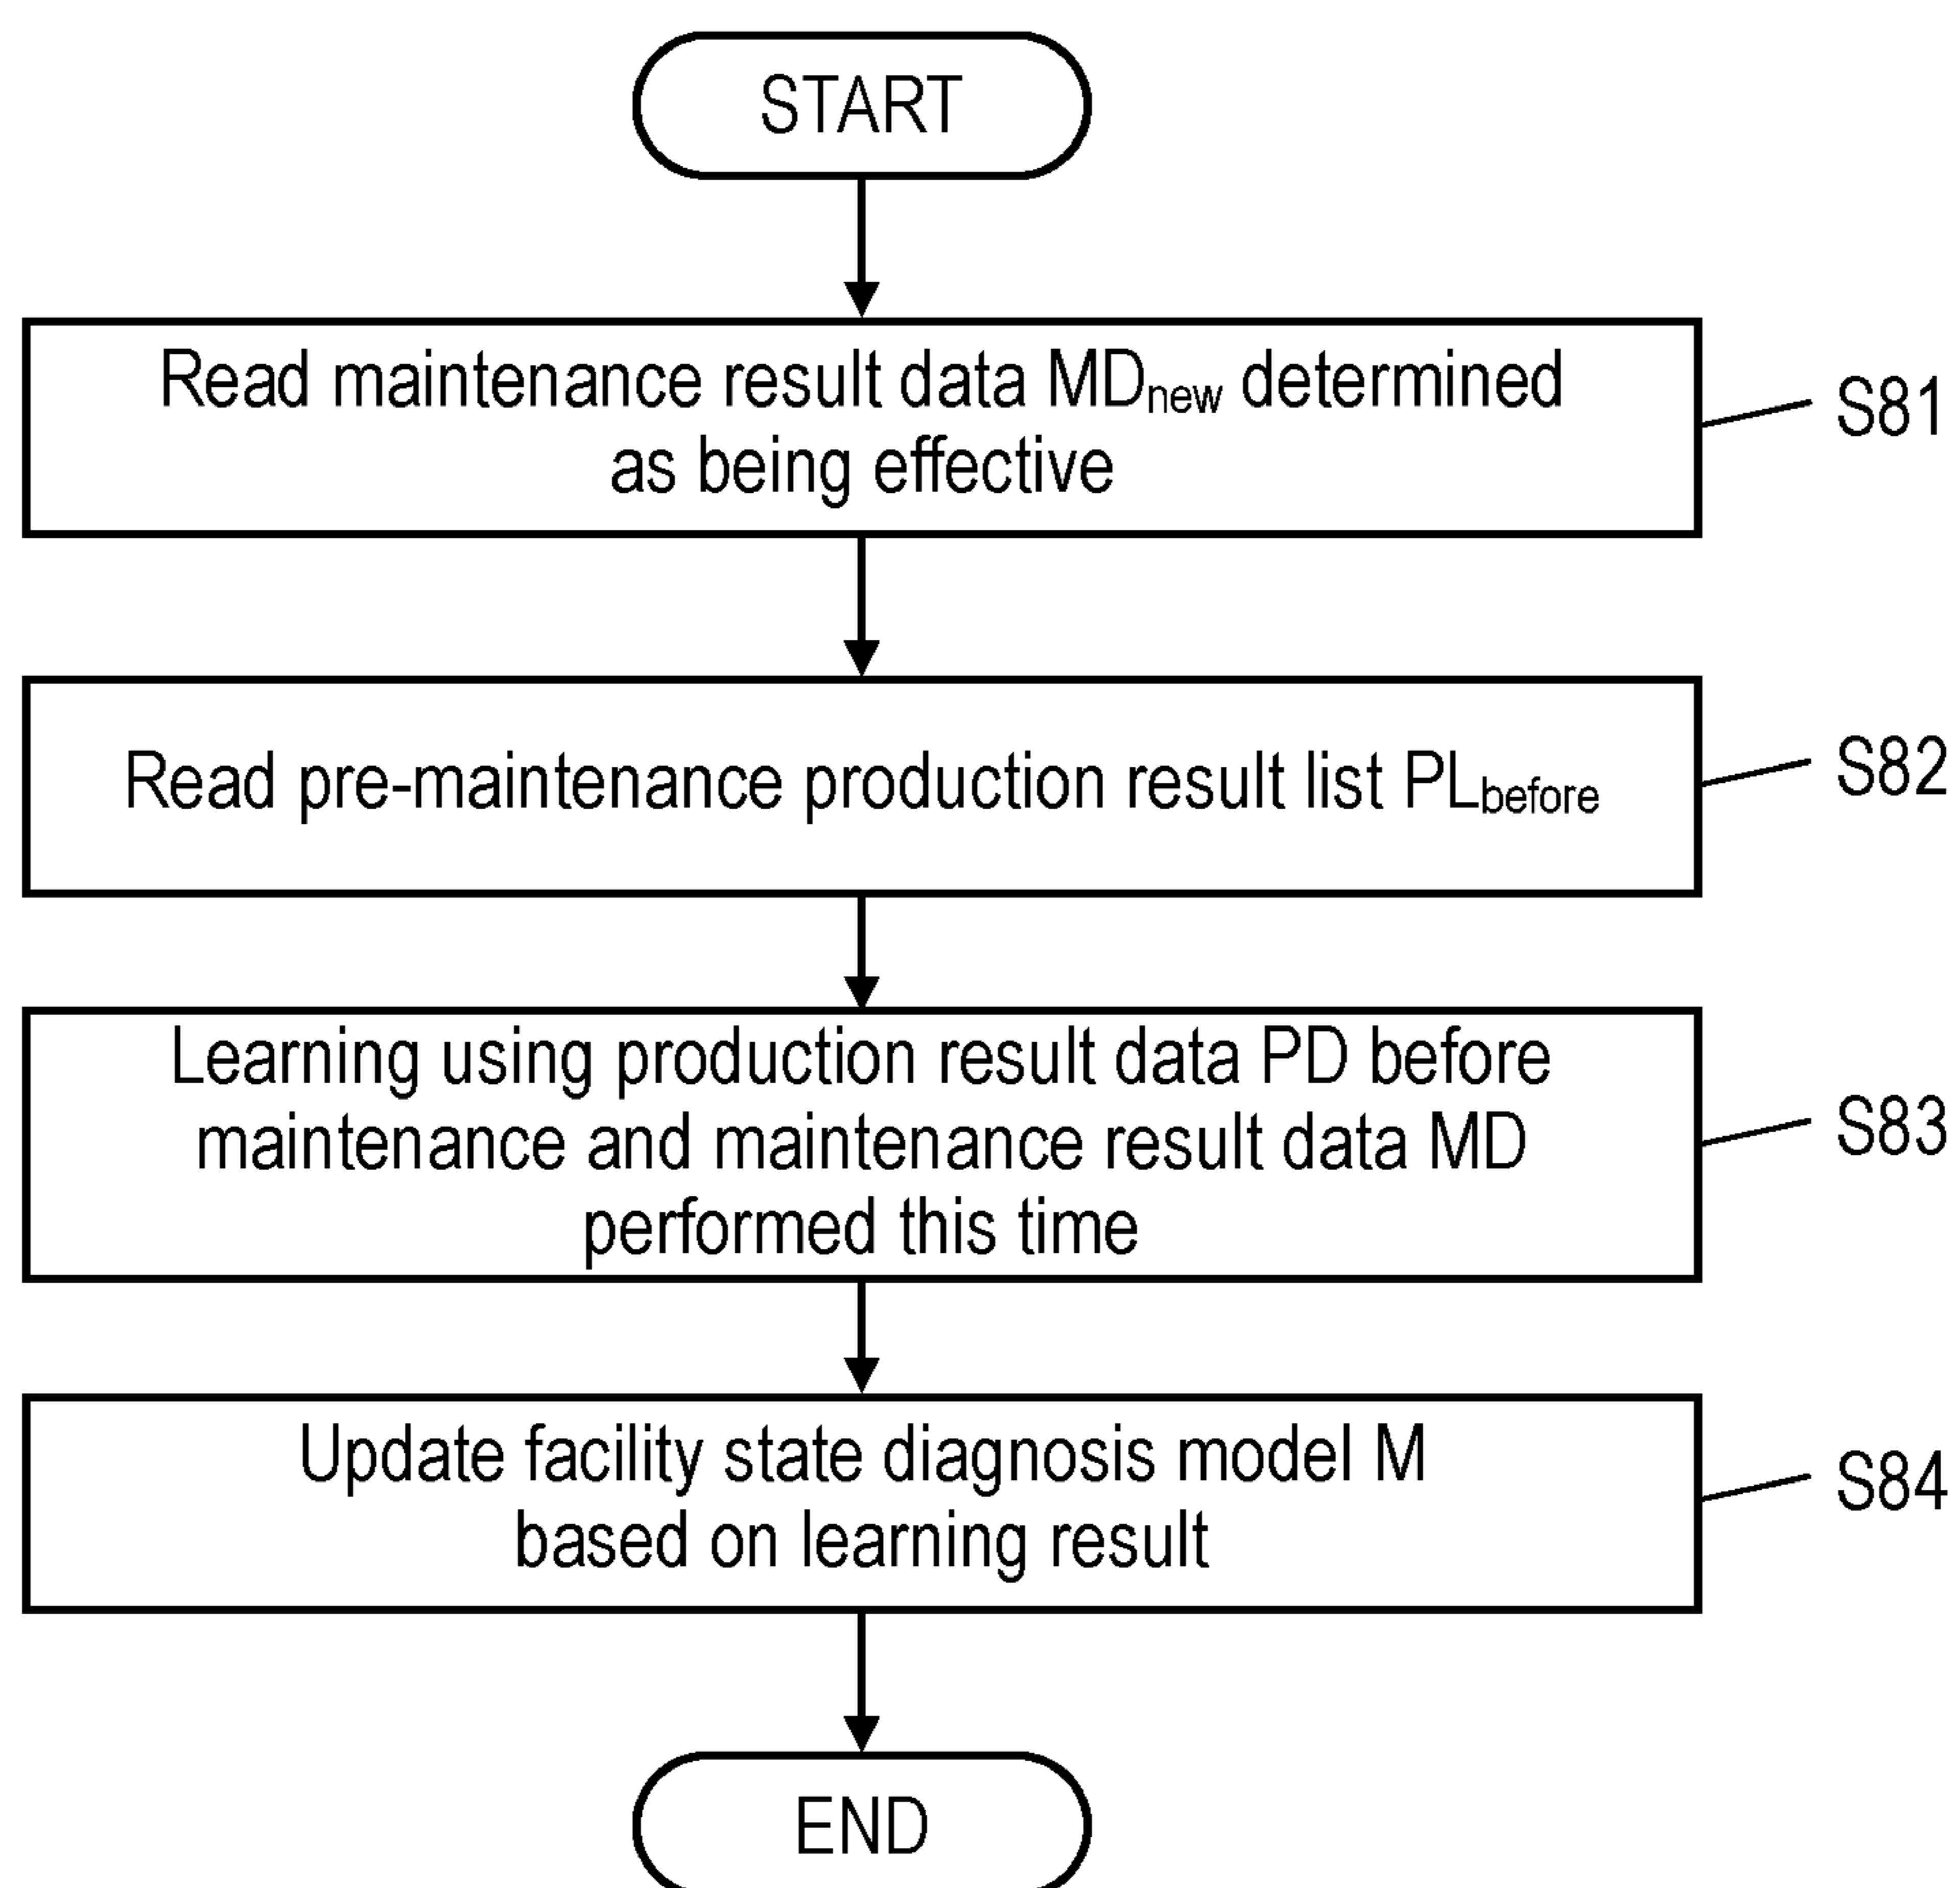 START
Read maintenance result data MDnew determined
as being effective
S81
Read pre-maintenance production result list PLbefore
S82
Learning using production result data PD before
maintenance and maintenance result data MD
performed this time
S83
Update facility state diagnosis model M
based on learning result
S84
END